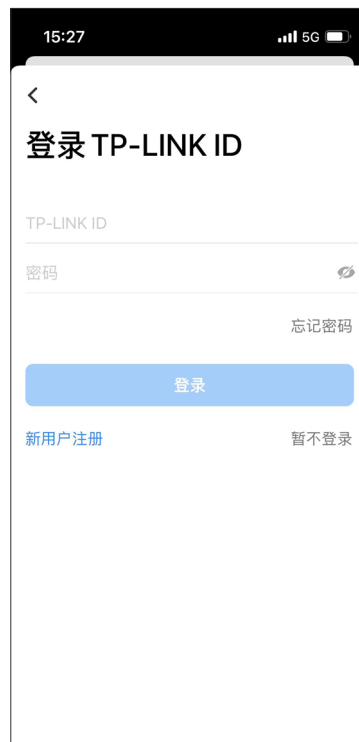 15:27 5G
登录 TP-LINK ID
TP-LINK ID
密码
忘记密码
登录
新用户注册 暂不登录